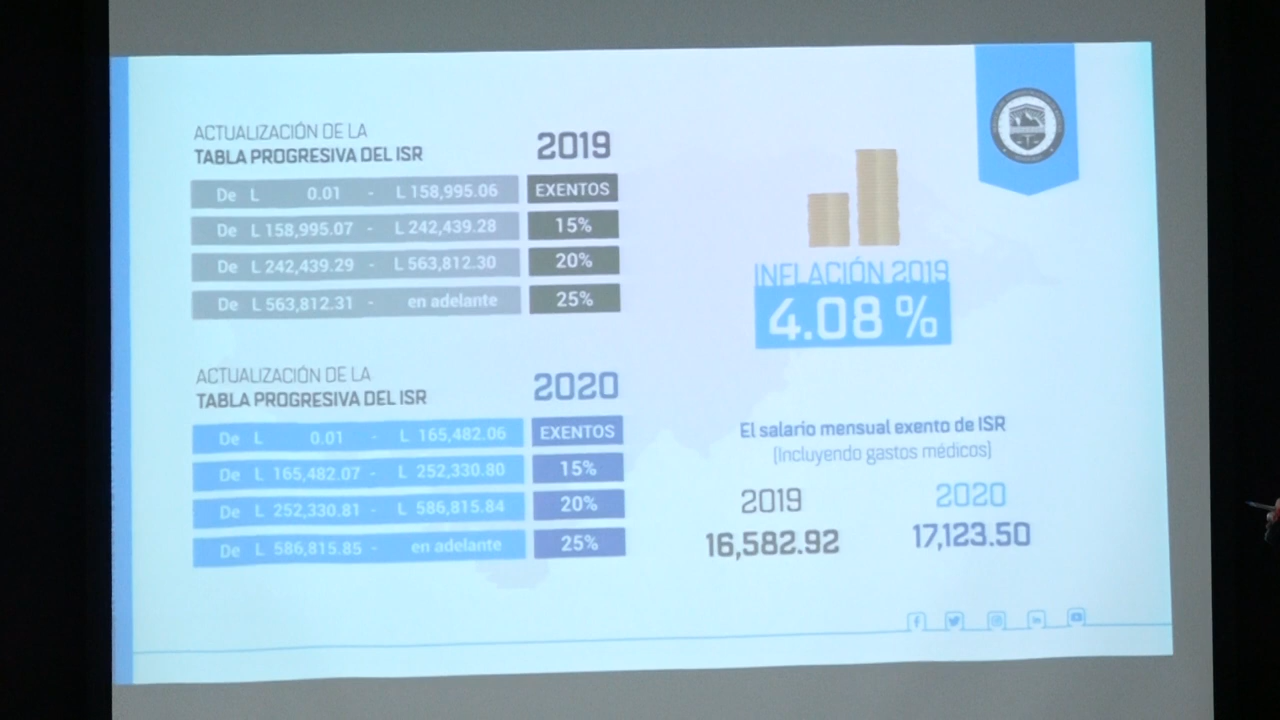 ACTUALIZACIÓN DE LA
TABLA PROGRESIVA DEL ISR
2019
De L 0.01 - L 158,995.06 EXENTOS
De L 158,995.07 - L 242,439.28 15%
De L 242,439.29 - L 563,812.30 20%
De L 563,812.31 - en adelante 25%
ACTUALIZACIÓN DE LA
TABLA PROGRESIVA DEL ISR
2020
De L 0.01 - L 165,482.06 EXENTOS
De L 165,482.07 - L 252,330.80 15%
De L 252,330.81 - L 586,815.84 20%
De L 586,815.85 - en adelante 25%
INFLACIÓN 2019
4.08 %
El salario mensual exento de ISR
(Incluyendo gastos médicos)
2019 2020
16,582.92 17,123.50